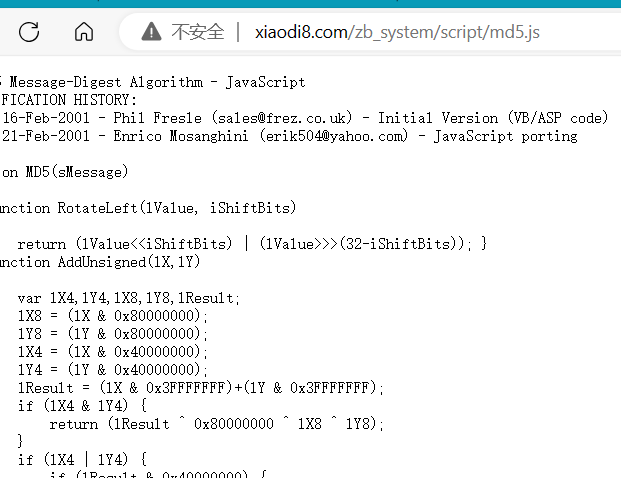 不安全 | xiaodi8.com/zb_system/script/md5.js
Message-Digest Algorithm - JavaScript
FICATION HISTORY:
16-Feb-2001 - Phil Fresle (sales@frez.co.uk) - Initial Version (VB/ASP code)
21-Feb-2001 - Enrico Mosanghini (erik504@yahoo.com) - JavaScript porting
on MD5(sMessage)
nction RotateLeft(lValue, iShiftBits)
return (lValue<<iShiftBits) | (lValue>>>(32-iShiftBits)); }
unction AddUnsigned(lX,lY)
var lX4,lY4,lX8,lY8,lResult;
lX8 = (lX & 0x80000000);
lY8 = (lY & 0x80000000);
lX4 = (lX & 0x40000000);
lY4 = (lY & 0x40000000);
lResult = (lX & 0x3FFFFFFF)+(lY & 0x3FFFFFFF);
if (lX4 & lY4) {
return (lResult ^ 0x80000000 ^ lX8 ^ lY8);
}
if (lX4 | lY4) {
if (lResult & 0x40000000) {